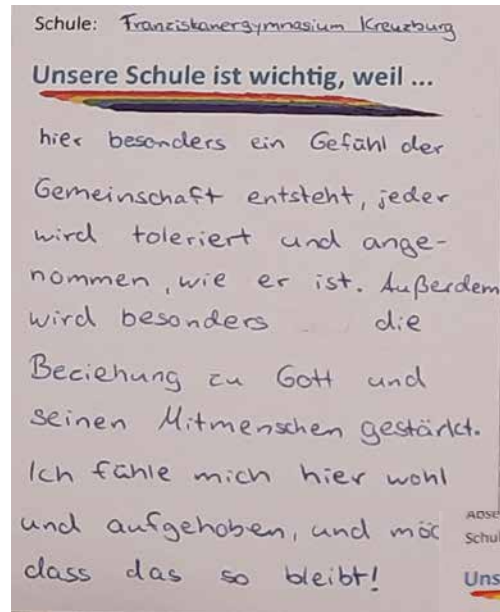 Schule: Franziskanergymnasium Kreuzburg
Unsere Schule ist wichtig, weil ...
hier besonders ein Gefühl der
Gemeinschaft entsteht, jeder
wird toleriert und ange-
nommen, wie er ist. Außerdem
wird besonders die
Beziehung zu Gott und
seinen Mitmenschen gestärkt.
Ich fühle mich hier wohl
und aufgehoben, und möc
dass das so bleibt!
Abse
Schul
Uns